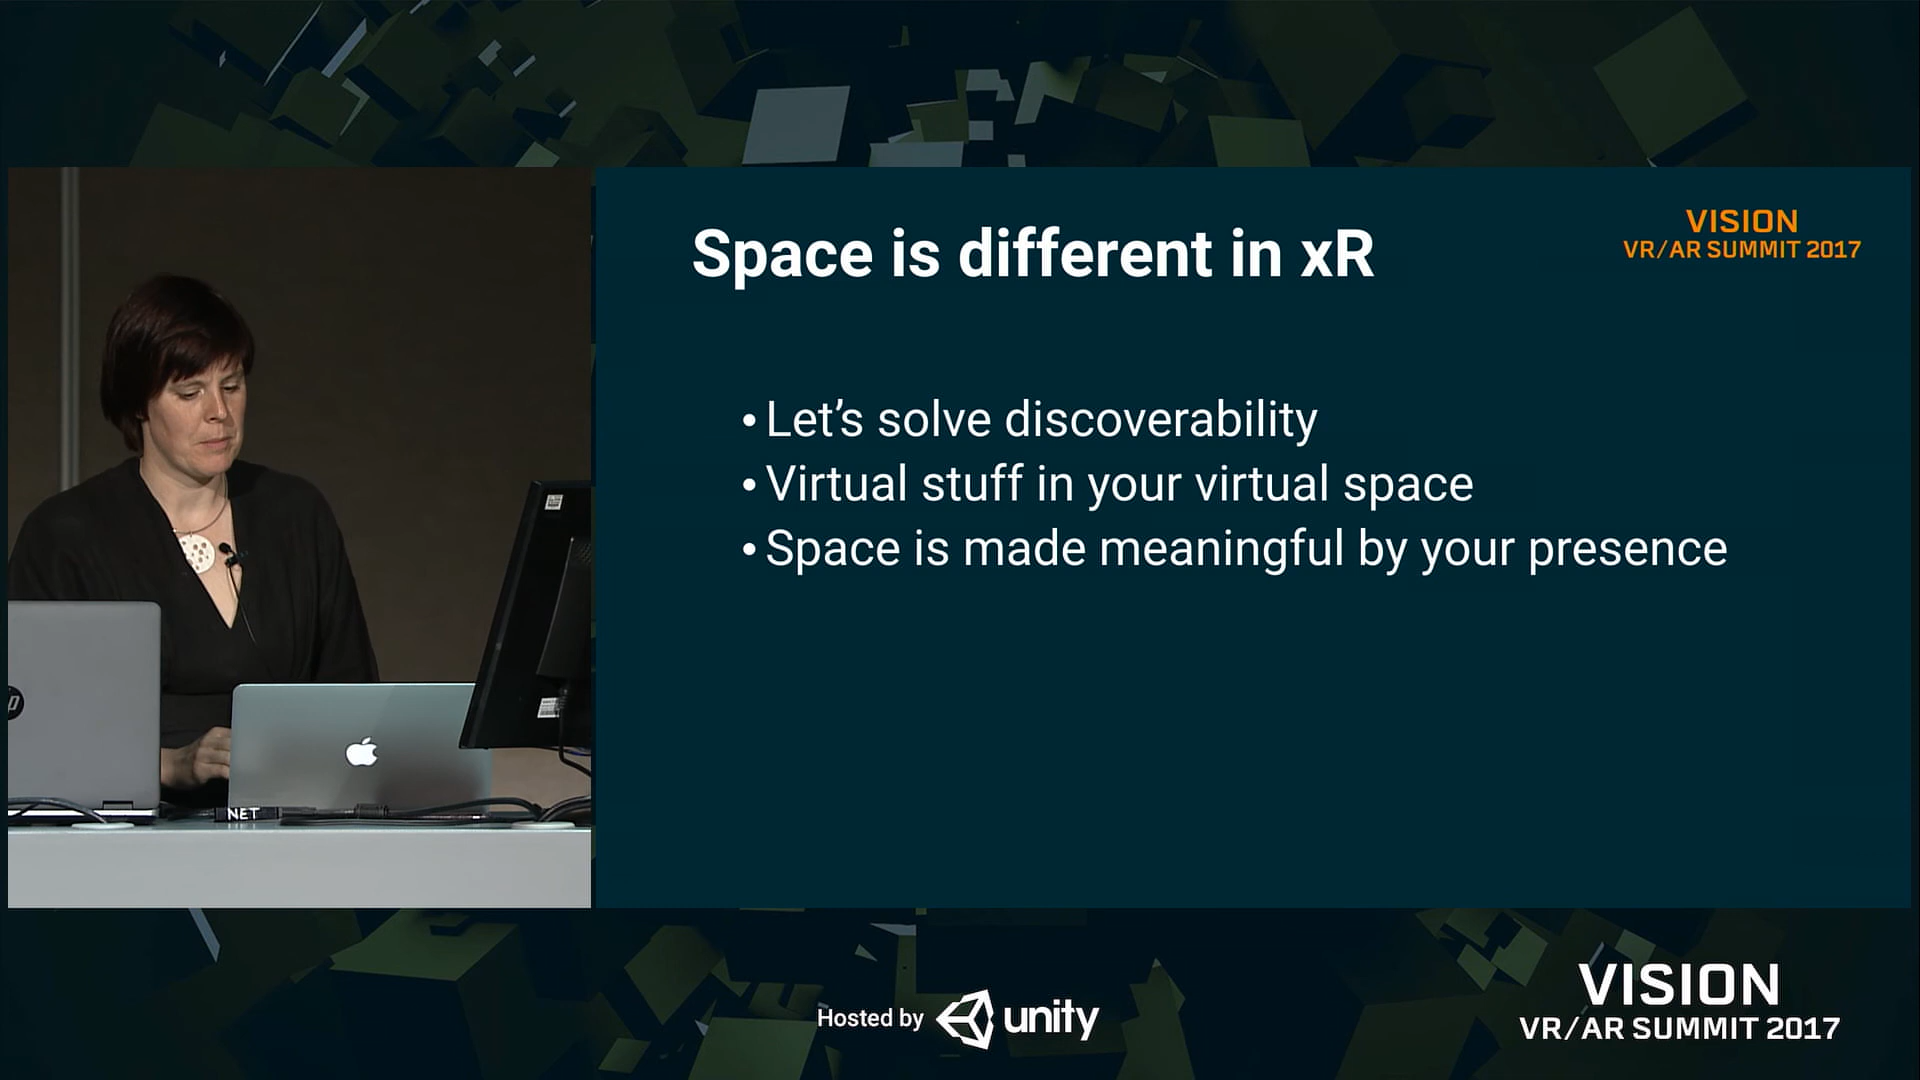 Space is different in xR
VISION
VR/AR SUMMIT 2017
• Let’s solve discoverability
• Virtual stuff in your virtual space
• Space is made meaningful by your presence
hp
NET
Hosted by unity
VISION
VR/AR SUMMIT 2017